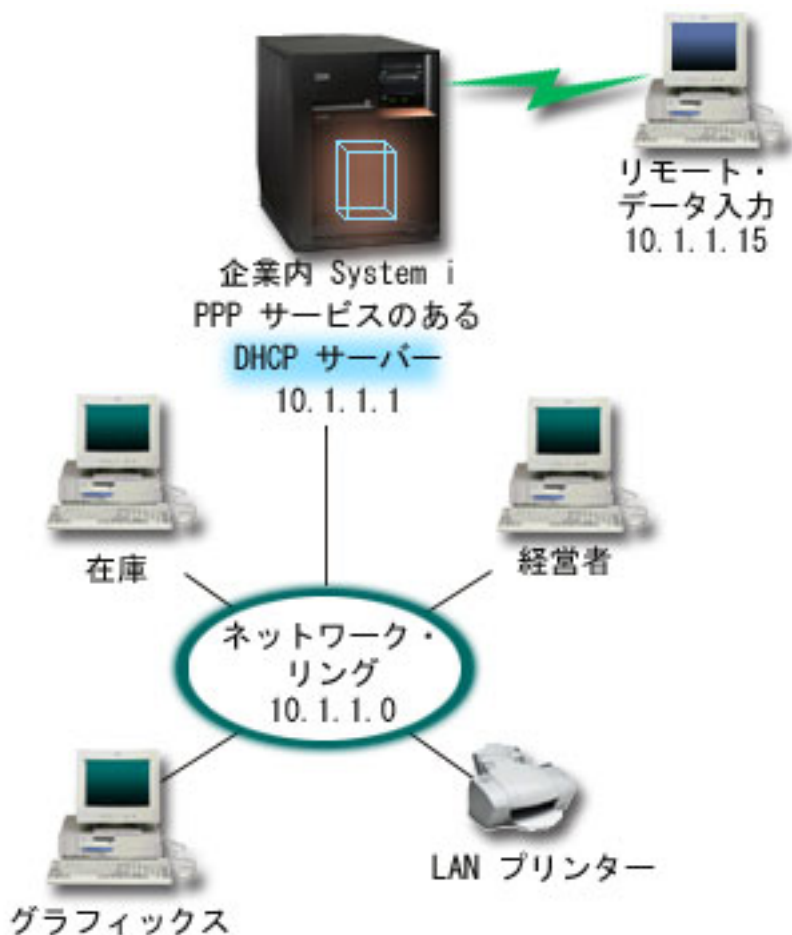 リモート・
データ入力
10.1.1.15
企業内 System i
PPP サービスのある
DHCP サーバー
10.1.1.1
在庫
経営者
ネットワーク・
リング
10.1.1.0
LAN プリンター
グラフィックス